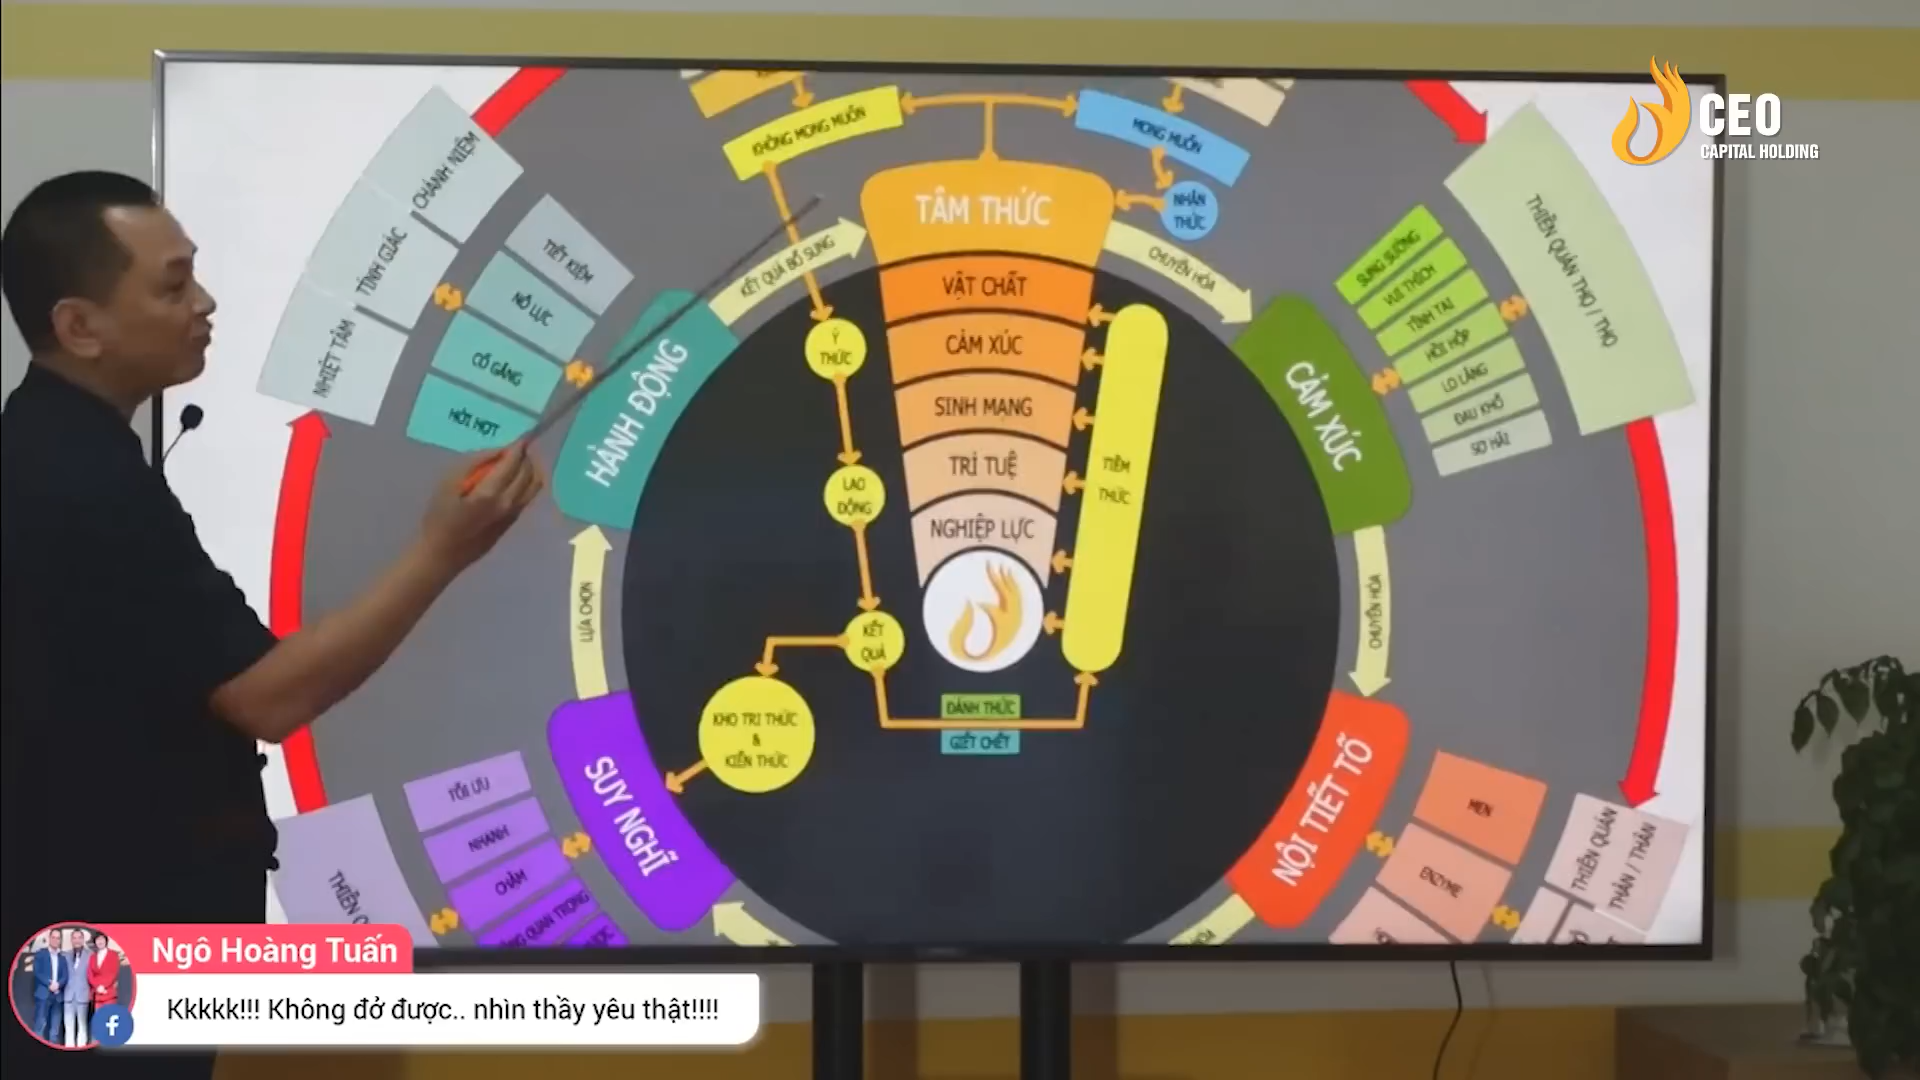 CEO
CAPITAL HOLDING
KHÔNG MONG MUỐN
MONG MUỐN
NHẬN
THỨC
TÂM THỨC
VẬT CHẤT
CẢM XÚC
SINH MẠNG
TRÍ TUỆ
NGHIỆP LỰC
KẾT QUẢ BỔ SUNG
CHUYỂN HÓA
Ý
THỨC
LAO
ĐỘNG
KẾT
QUẢ
KHO TRI THỨC
&
KIẾN THỨC
TIỀM
THỨC
ĐÁNH THỨC
GIẾT CHẾT
CHÁNH NIỆM
TỈNH GIÁC
NHIỆT TÂM
TIẾT KIỆM
NỖ LỰC
CỐ GẮNG
HỜI HỢT
HÀNH ĐỘNG
LỰA CHỌN
SUY NGHĨ
TỐI ƯU
NHANH
CHẬM
QUAN TRỌNG
THIỀN
CẢM XÚC
SUNG SƯỚNG
VUI THÍCH
TĨNH TẠI
HỒI HỘP
LO LẮNG
ĐAU KHỔ
SỢ HÃI
THIỀN QUÁN THỌ / THỌ
CHUYỂN HÓA
NỘI TIẾT TỐ
MEN
ENZYME
THIỀN QUÁN
THÂN / THÂN
Ngô Hoàng Tuấn
Kkkkk!!! Không đở được.. nhìn thầy yêu thật!!!!